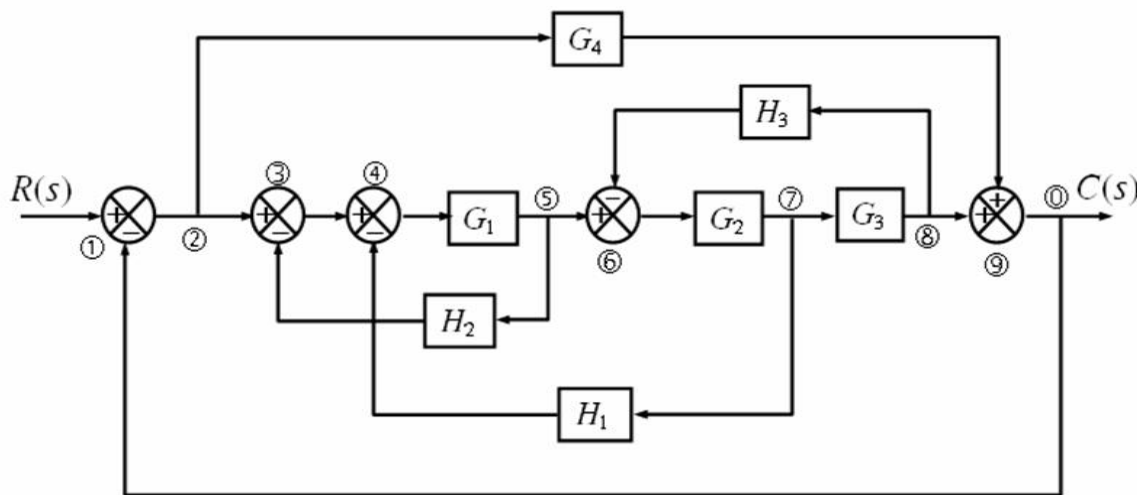 G₄
H₃
R(s) + − ① ② ③ + − ④ + − G₁ ⑤ + − ⑥ G₂ ⑦ G₃ ⑧ + + ⑨ ⓪ C(s)
H₂
H₁